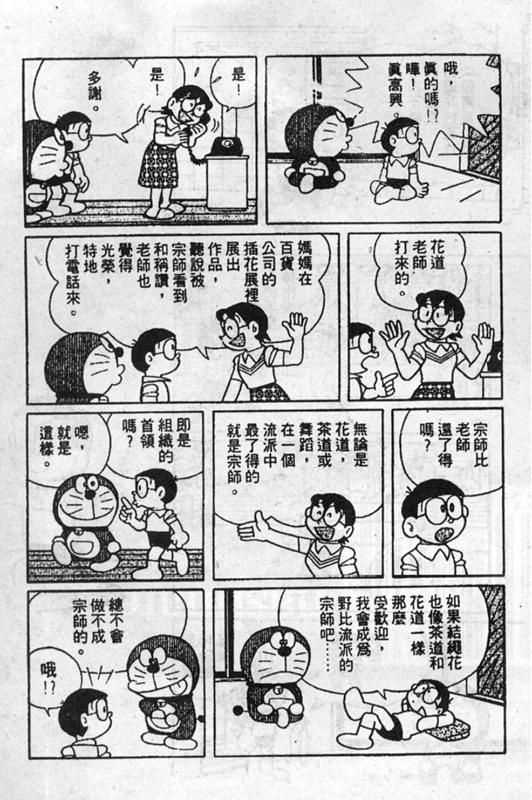 哦，
眞的嗎!?
嘩！
眞高興。
是！
是！
多謝。
花道
老師
打來的。
媽媽在
百貨
公司的
插花展裡
展出
作品，
聽說被
宗師看到
和稱讚，
老師也
覺得
光榮，
特地
打電話來。
宗師比
老師
還了得
嗎？
無論是
花道，
茶道或
舞蹈，
在一個
流派中
最了得的
就是宗師。
即是
組織的
首領
嗎？
嗯，
就是
這樣。
如果結繩花
也像茶道和
花道一樣
那麼
受歡迎，
我會成爲
野比流派的
宗師吧……
總不會
做不成
宗師的。
哦!?